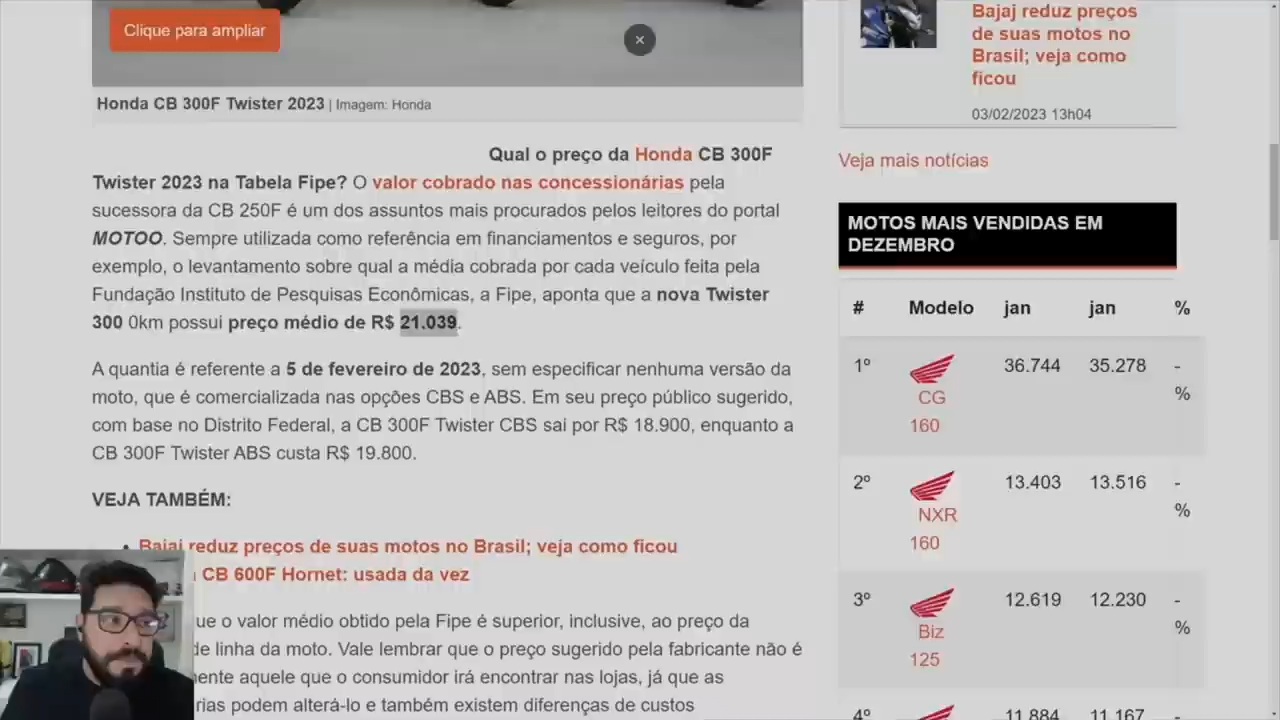 Clique para ampliar
Honda CB 300F Twister 2023 | Imagem: Honda
Qual o preço da Honda CB 300F
Twister 2023 na Tabela Fipe? O valor cobrado nas concessionárias pela
sucessora da CB 250F é um dos assuntos mais procurados pelos leitores do portal
MOTOO. Sempre utilizada como referência em financiamentos e seguros, por
exemplo, o levantamento sobre qual a média cobrada por cada veículo feita pela
Fundação Instituto de Pesquisas Econômicas, a Fipe, aponta que a nova Twister
300 0km possui preço médio de R$ 21.039.
A quantia é referente a 5 de fevereiro de 2023, sem especificar nenhuma versão da
moto, que é comercializada nas opções CBS e ABS. Em seu preço público sugerido,
com base no Distrito Federal, a CB 300F Twister CBS sai por R$ 18.900, enquanto a
CB 300F Twister ABS custa R$ 19.800.
VEJA TAMBÉM:
Bajaj reduz preços de suas motos no Brasil; veja como ficou
CB 600F Hornet: usada da vez
o valor médio obtido pela Fipe é superior, inclusive, ao preço da
de linha da moto. Vale lembrar que o preço sugerido pela fabricante não é
aquele que o consumidor irá encontrar nas lojas, já que as
podem alterá-lo e também existem diferenças de custos
Bajaj reduz preços
de suas motos no
Brasil; veja como
ficou
03/02/2023 13h04
Veja mais notícias
MOTOS MAIS VENDIDAS EM
DEZEMBRO
# Modelo jan jan %
1º CG 160 36.744 35.278 - %
2º NXR 160 13.403 13.516 - %
3º Biz 125 12.619 12.230 - %
4º 11.884 11.167 -